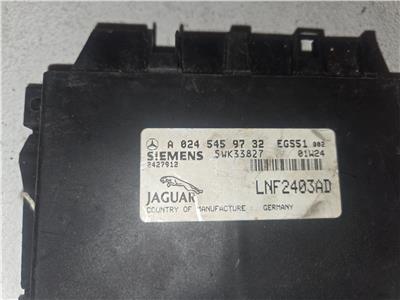 A 024 545 97 32 EGS51 002
SIEMENS 5WK33827 01W24
2427912
JAGUAR LNF2403AD
COUNTRY OF MANUFACTURE : GERMANY